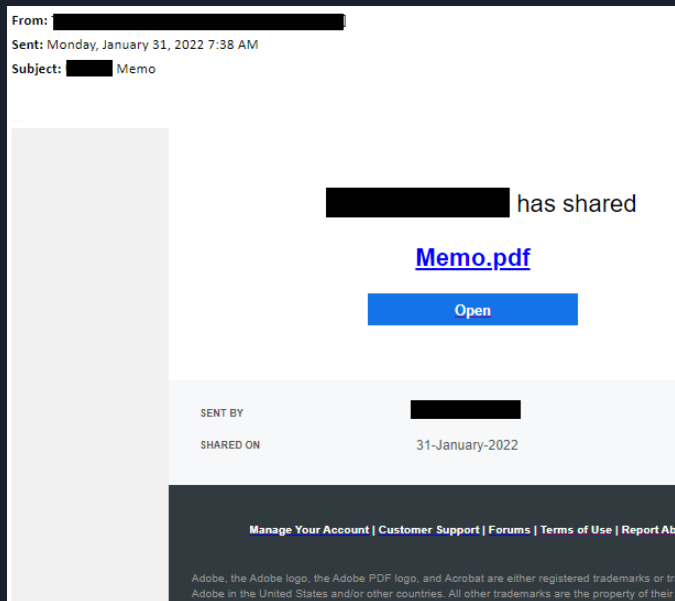 From:
Sent: Monday, January 31, 2022 7:38 AM
Subject: Memo
has shared
Memo.pdf
Open
SENT BY
SHARED ON 31-January-2022
Manage Your Account | Customer Support | Forums | Terms of Use | Report Ab
Adobe, the Adobe logo, the Adobe PDF logo, and Acrobat are either registered trademarks or tr
Adobe in the United States and/or other countries. All other trademarks are the property of their